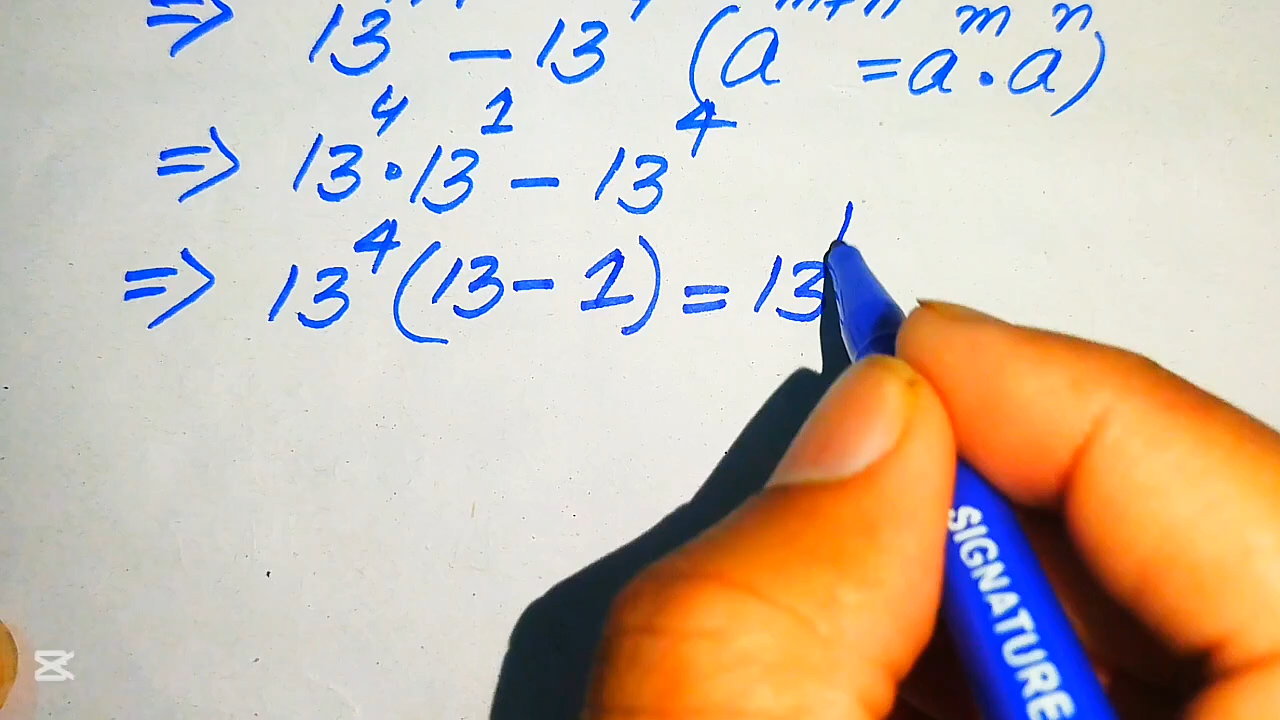 => 13 - 13 (a^m+n = a^m · a^n)
=> 13^4 · 13^1 - 13^4
=> 13^4 (13 - 1) = 13
SIGNATURE